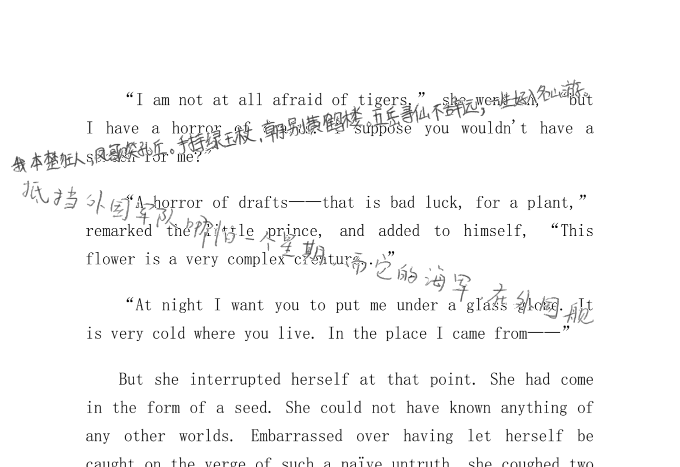 “I am not at all afraid of tigers,” she went on, “but
I have a horror of suppose you wouldn't have a
for me?”
我本楚狂人,凤歌笑孔丘。手持绿玉杖,朝别黄鹤楼。五岳寻仙不辞远,一生好入名山游。
“A horror of drafts——that is bad luck, for a plant,”
remarked the little prince, and added to himself, “This
flower is a very complex creature...”
抵挡外国军队哪怕一个星期,而它的海军在外国舰
“At night I want you to put me under a glass globe. It
is very cold where you live. In the place I came from——”
But she interrupted herself at that point. She had come
in the form of a seed. She could not have known anything of
any other worlds. Embarrassed over having let herself be
caught on the verge of such a naïve untruth, she coughed two